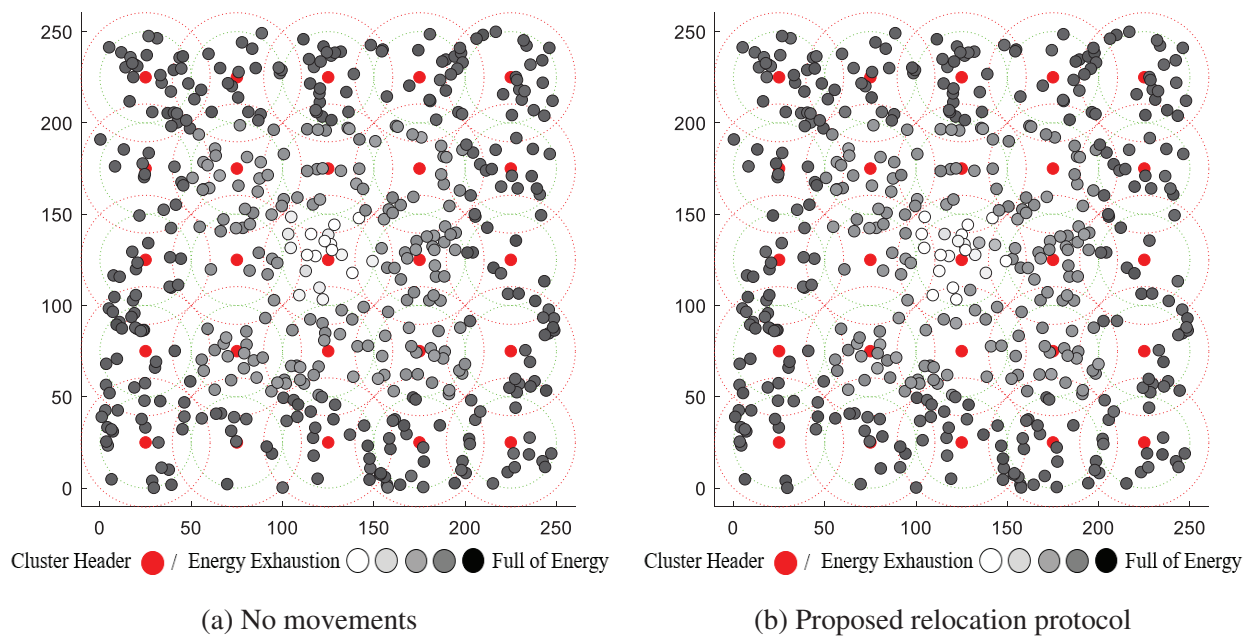 250
200
150
100
50
0
0 50 100 150 200 250
Cluster Header / Energy Exhaustion Full of Energy
(a) No movements
250
200
150
100
50
0
0 50 100 150 200 250
Cluster Header / Energy Exhaustion Full of Energy
(b) Proposed relocation protocol